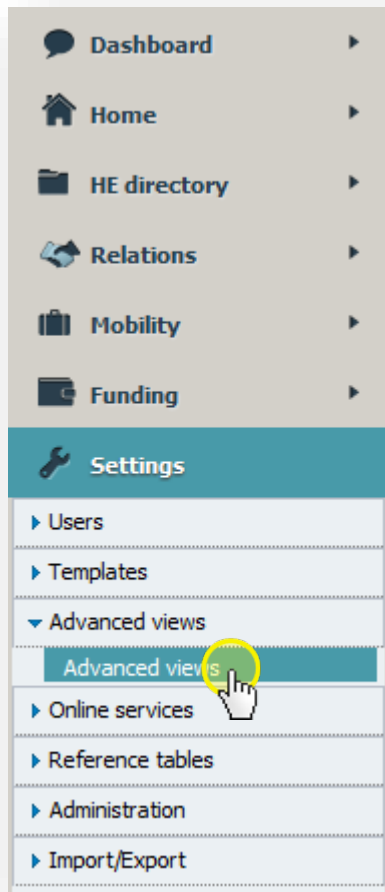 Dashboard
Home
HE directory
Relations
Mobility
Funding
Settings
Users
Templates
Advanced views
Advanced views
Online services
Reference tables
Administration
Import/Export